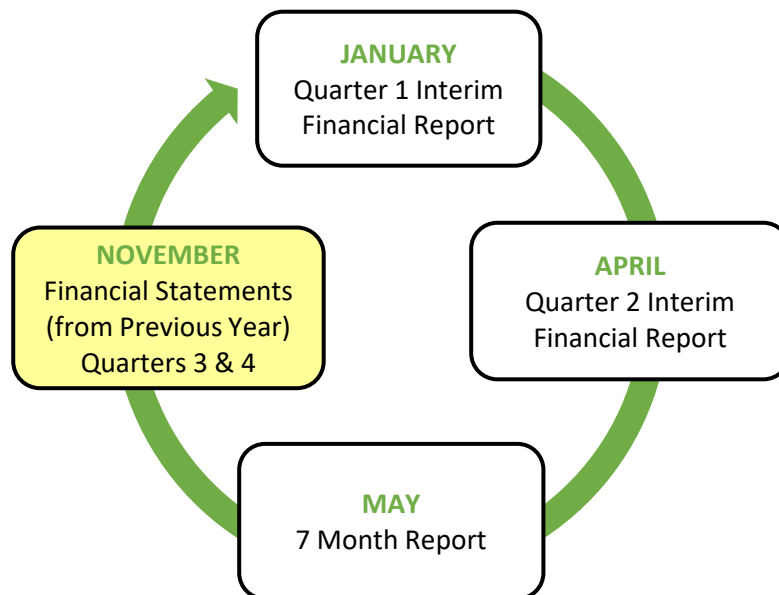 JANUARY
Quarter 1 Interim
Financial Report
APRIL
Quarter 2 Interim
Financial Report
MAY
7 Month Report
NOVEMBER
Financial Statements
(from Previous Year)
Quarters 3 & 4